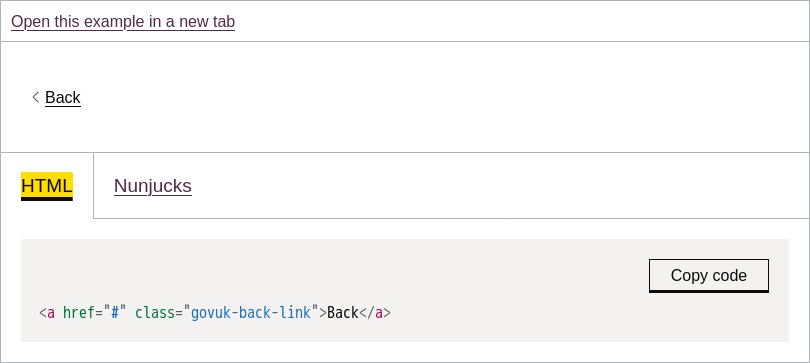 Open this example in a new tab
Back
HTML Nunjucks
Copy code
<a href="#" class="govuk-back-link">Back</a>